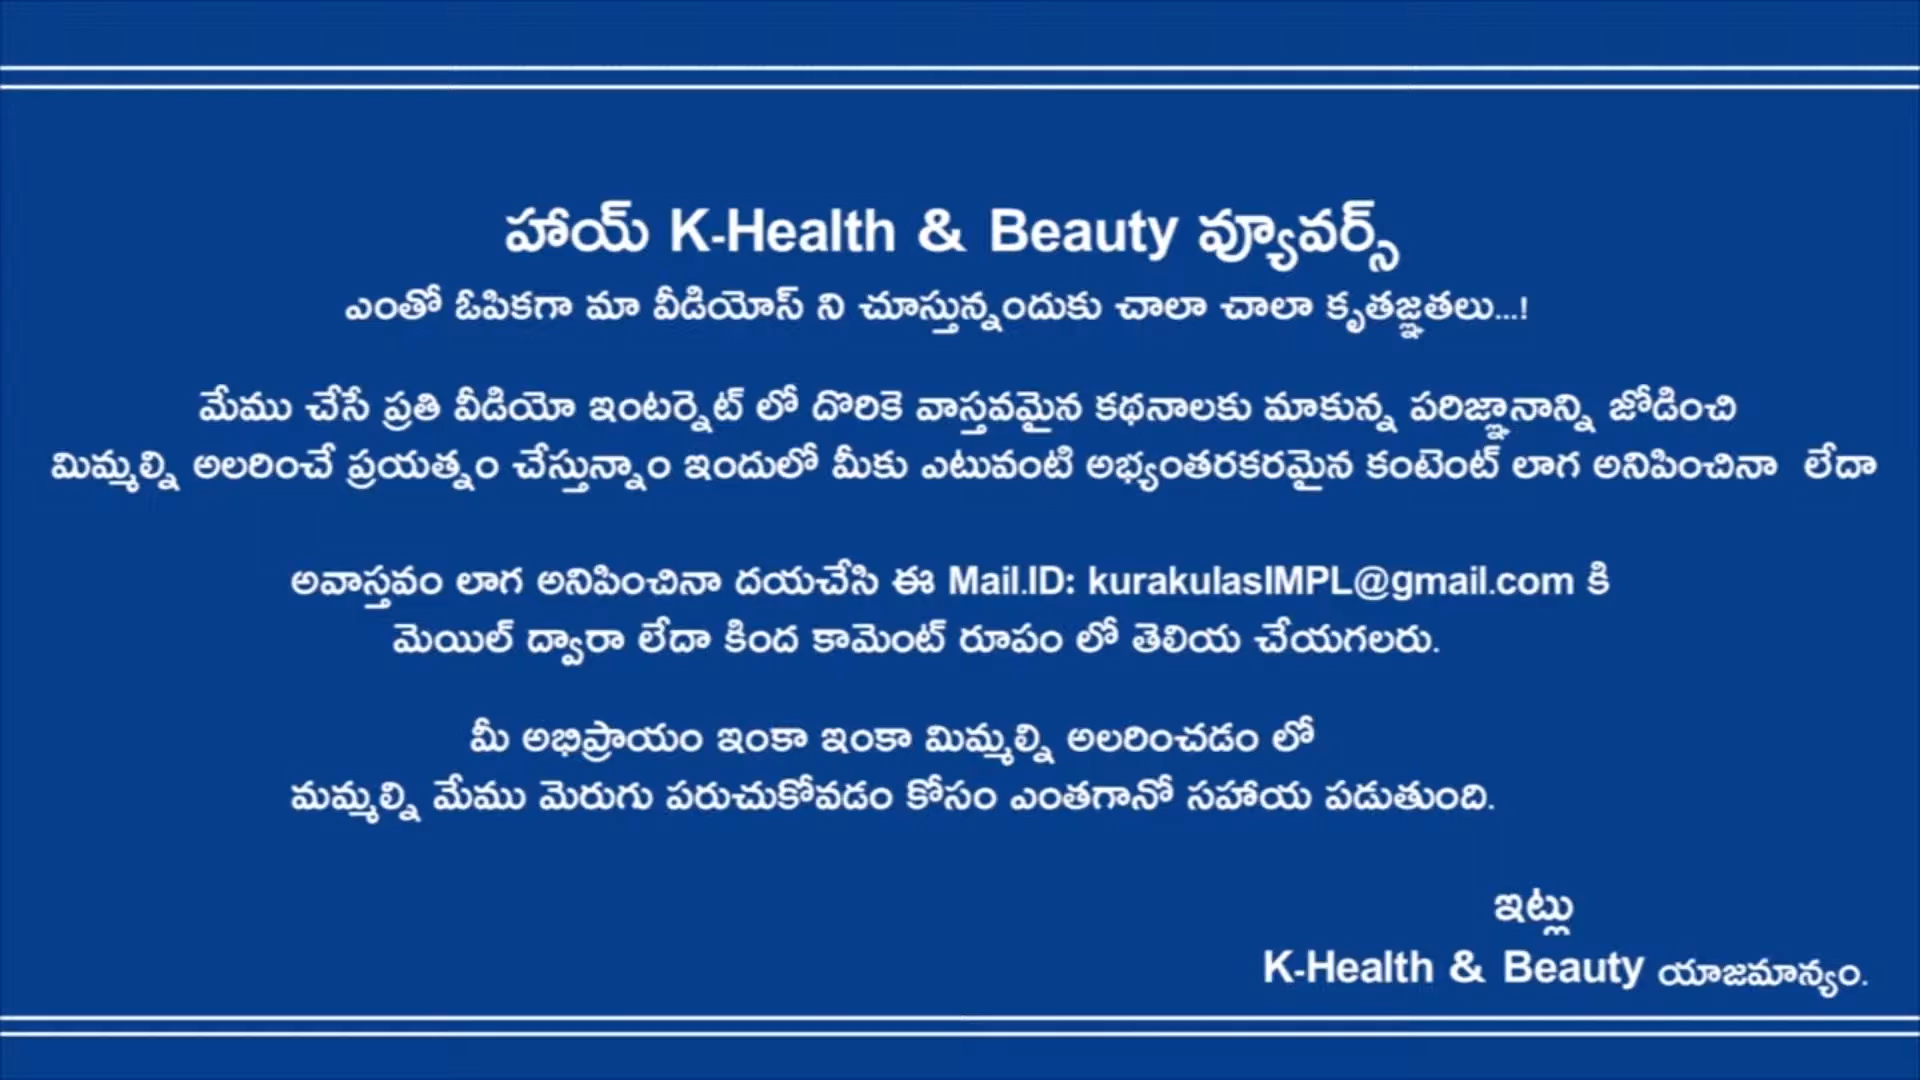 హాయ్ K-Health & Beauty వ్యూవర్స్
ఎంతో ఓపికగా మా వీడియోస్ ని చూస్తున్నందుకు చాలా చాలా కృతజ్ఞతలు...!
మేము చేసే ప్రతి వీడియో ఇంటర్నెట్ లో దొరికె వాస్తవమైన కథనాలకు మాకున్న పరిజ్ఞానాన్ని జోడించి
మిమ్మల్ని అలరించే ప్రయత్నం చేస్తున్నాం ఇందులో మీకు ఎటువంటి అభ్యంతరకరమైన కంటెంట్ లాగ అనిపించినా లేదా
అవాస్తవం లాగ అనిపించినా దయచేసి ఈ Mail.ID: kurakulasIMPL@gmail.com కి
మెయిల్ ద్వారా లేదా కింద కామెంట్ రూపం లో తెలియ చేయగలరు.
మీ అభిప్రాయం ఇంకా ఇంకా మిమ్మల్ని అలరించడం లో
మమ్మల్ని మేము మెరుగు పరుచుకోవడం కోసం ఎంతగానో సహాయ పడుతుంది.
ఇట్లు
K-Health & Beauty యాజమాన్యం.